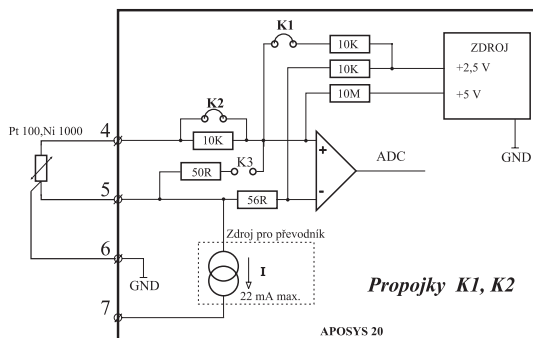 K1
10K
ZDROJ
10K
+2,5 V
K2
10M
+5 V
Pt 100,Ni 1000
4
10K
+
ADC
GND
50R
K3
5
56R
-
Zdroj pro převodník
6
I
GND
22 mA max.
Propojky K1, K2
7
APOSYS 20